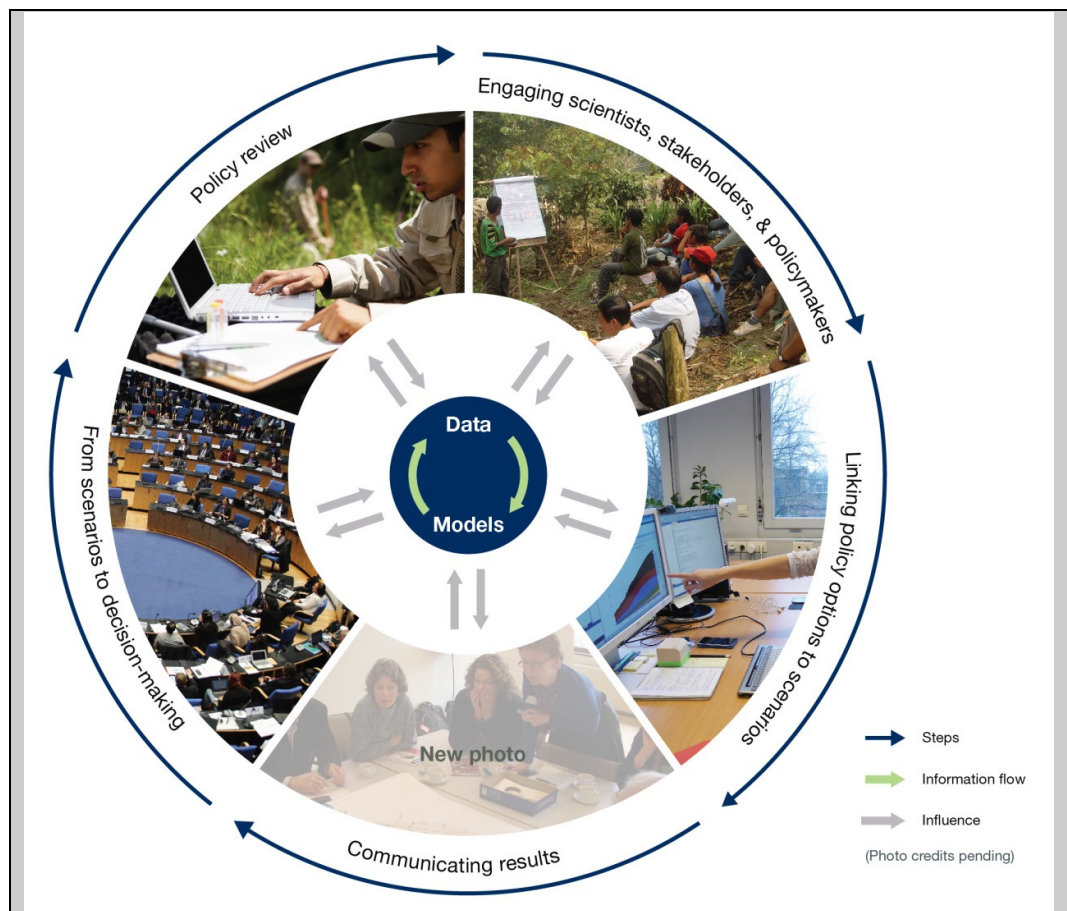 Engaging scientists, stakeholders, & policymakers
Linking policy options to scenarios
Communicating results
From scenarios to decision-making
Policy review
Data
Models
New photo
Steps
Information flow
Influence
(Photo credits pending)